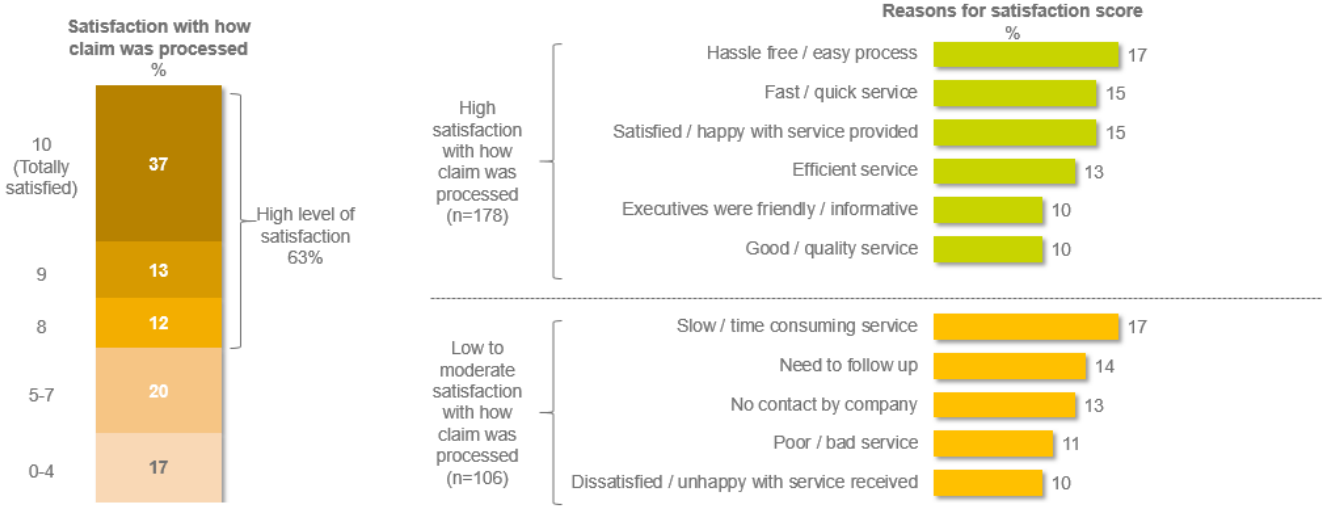 Satisfaction with how
claim was processed
%
10
(Totally
satisfied)
37
9
13
8
12
5-7
20
0-4
17
High level of
satisfaction
63%
Reasons for satisfaction score
%
High
satisfaction
with how
claim was
processed
(n=178)
Hassle free / easy process 17
Fast / quick service 15
Satisfied / happy with service provided 15
Efficient service 13
Executives were friendly / informative 10
Good / quality service 10
Low to
moderate
satisfaction
with how
claim was
processed
(n=106)
Slow / time consuming service 17
Need to follow up 14
No contact by company 13
Poor / bad service 11
Dissatisfied / unhappy with service received 10